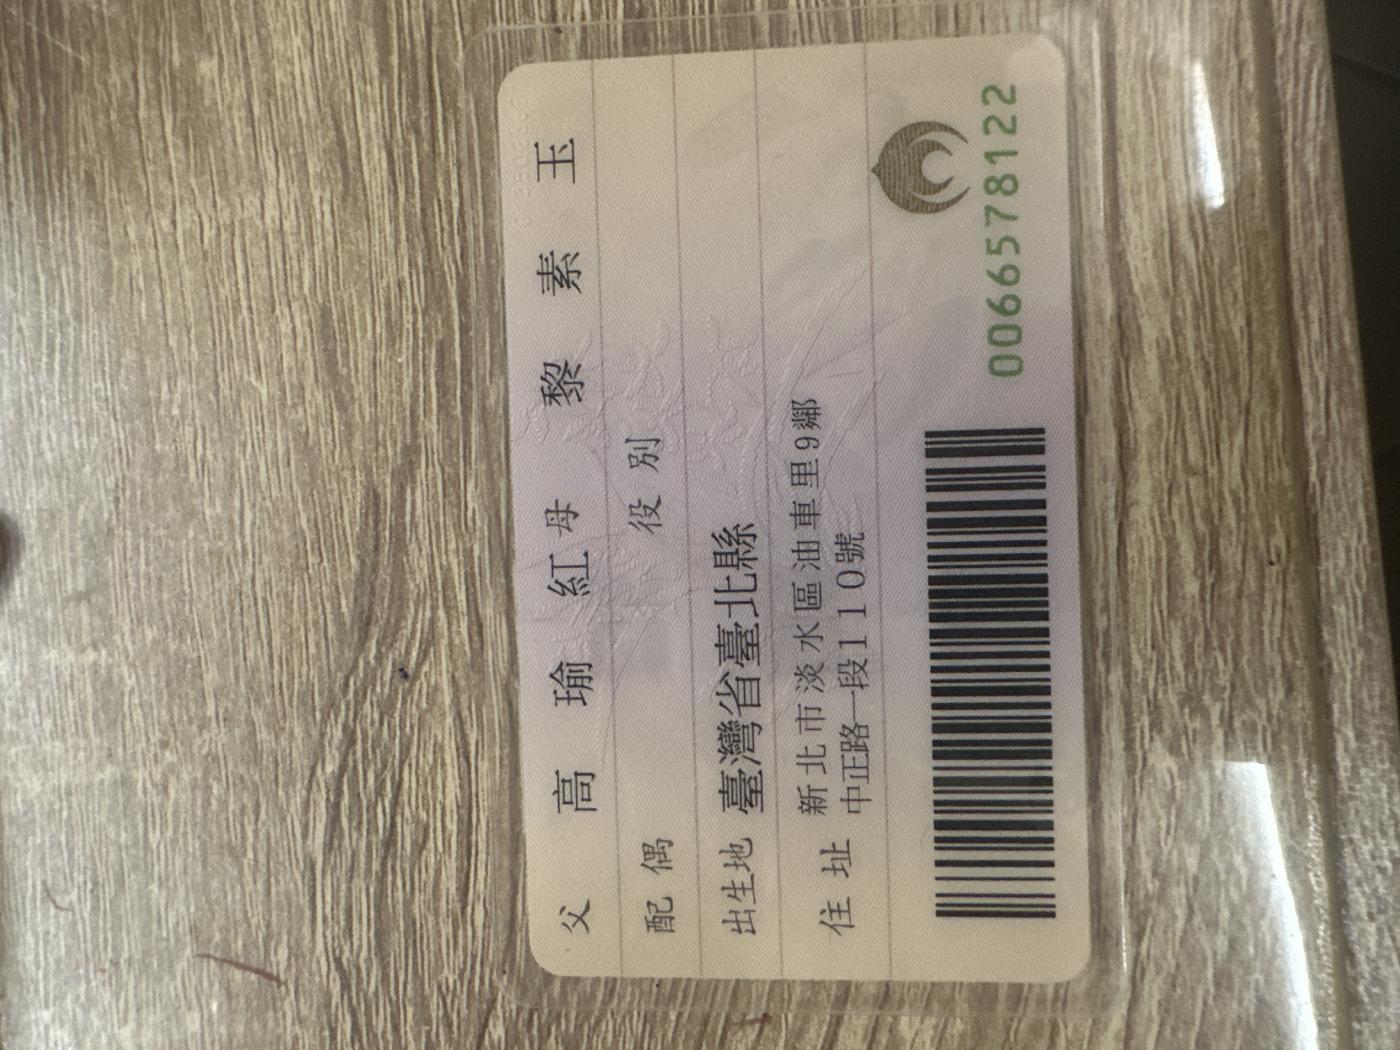 父 高瑜紅 母 黎素玉
配偶 役別
出生地 臺灣省臺北縣
住址 新北市淡水區油車里9鄰
中正路一段110號
0066578122